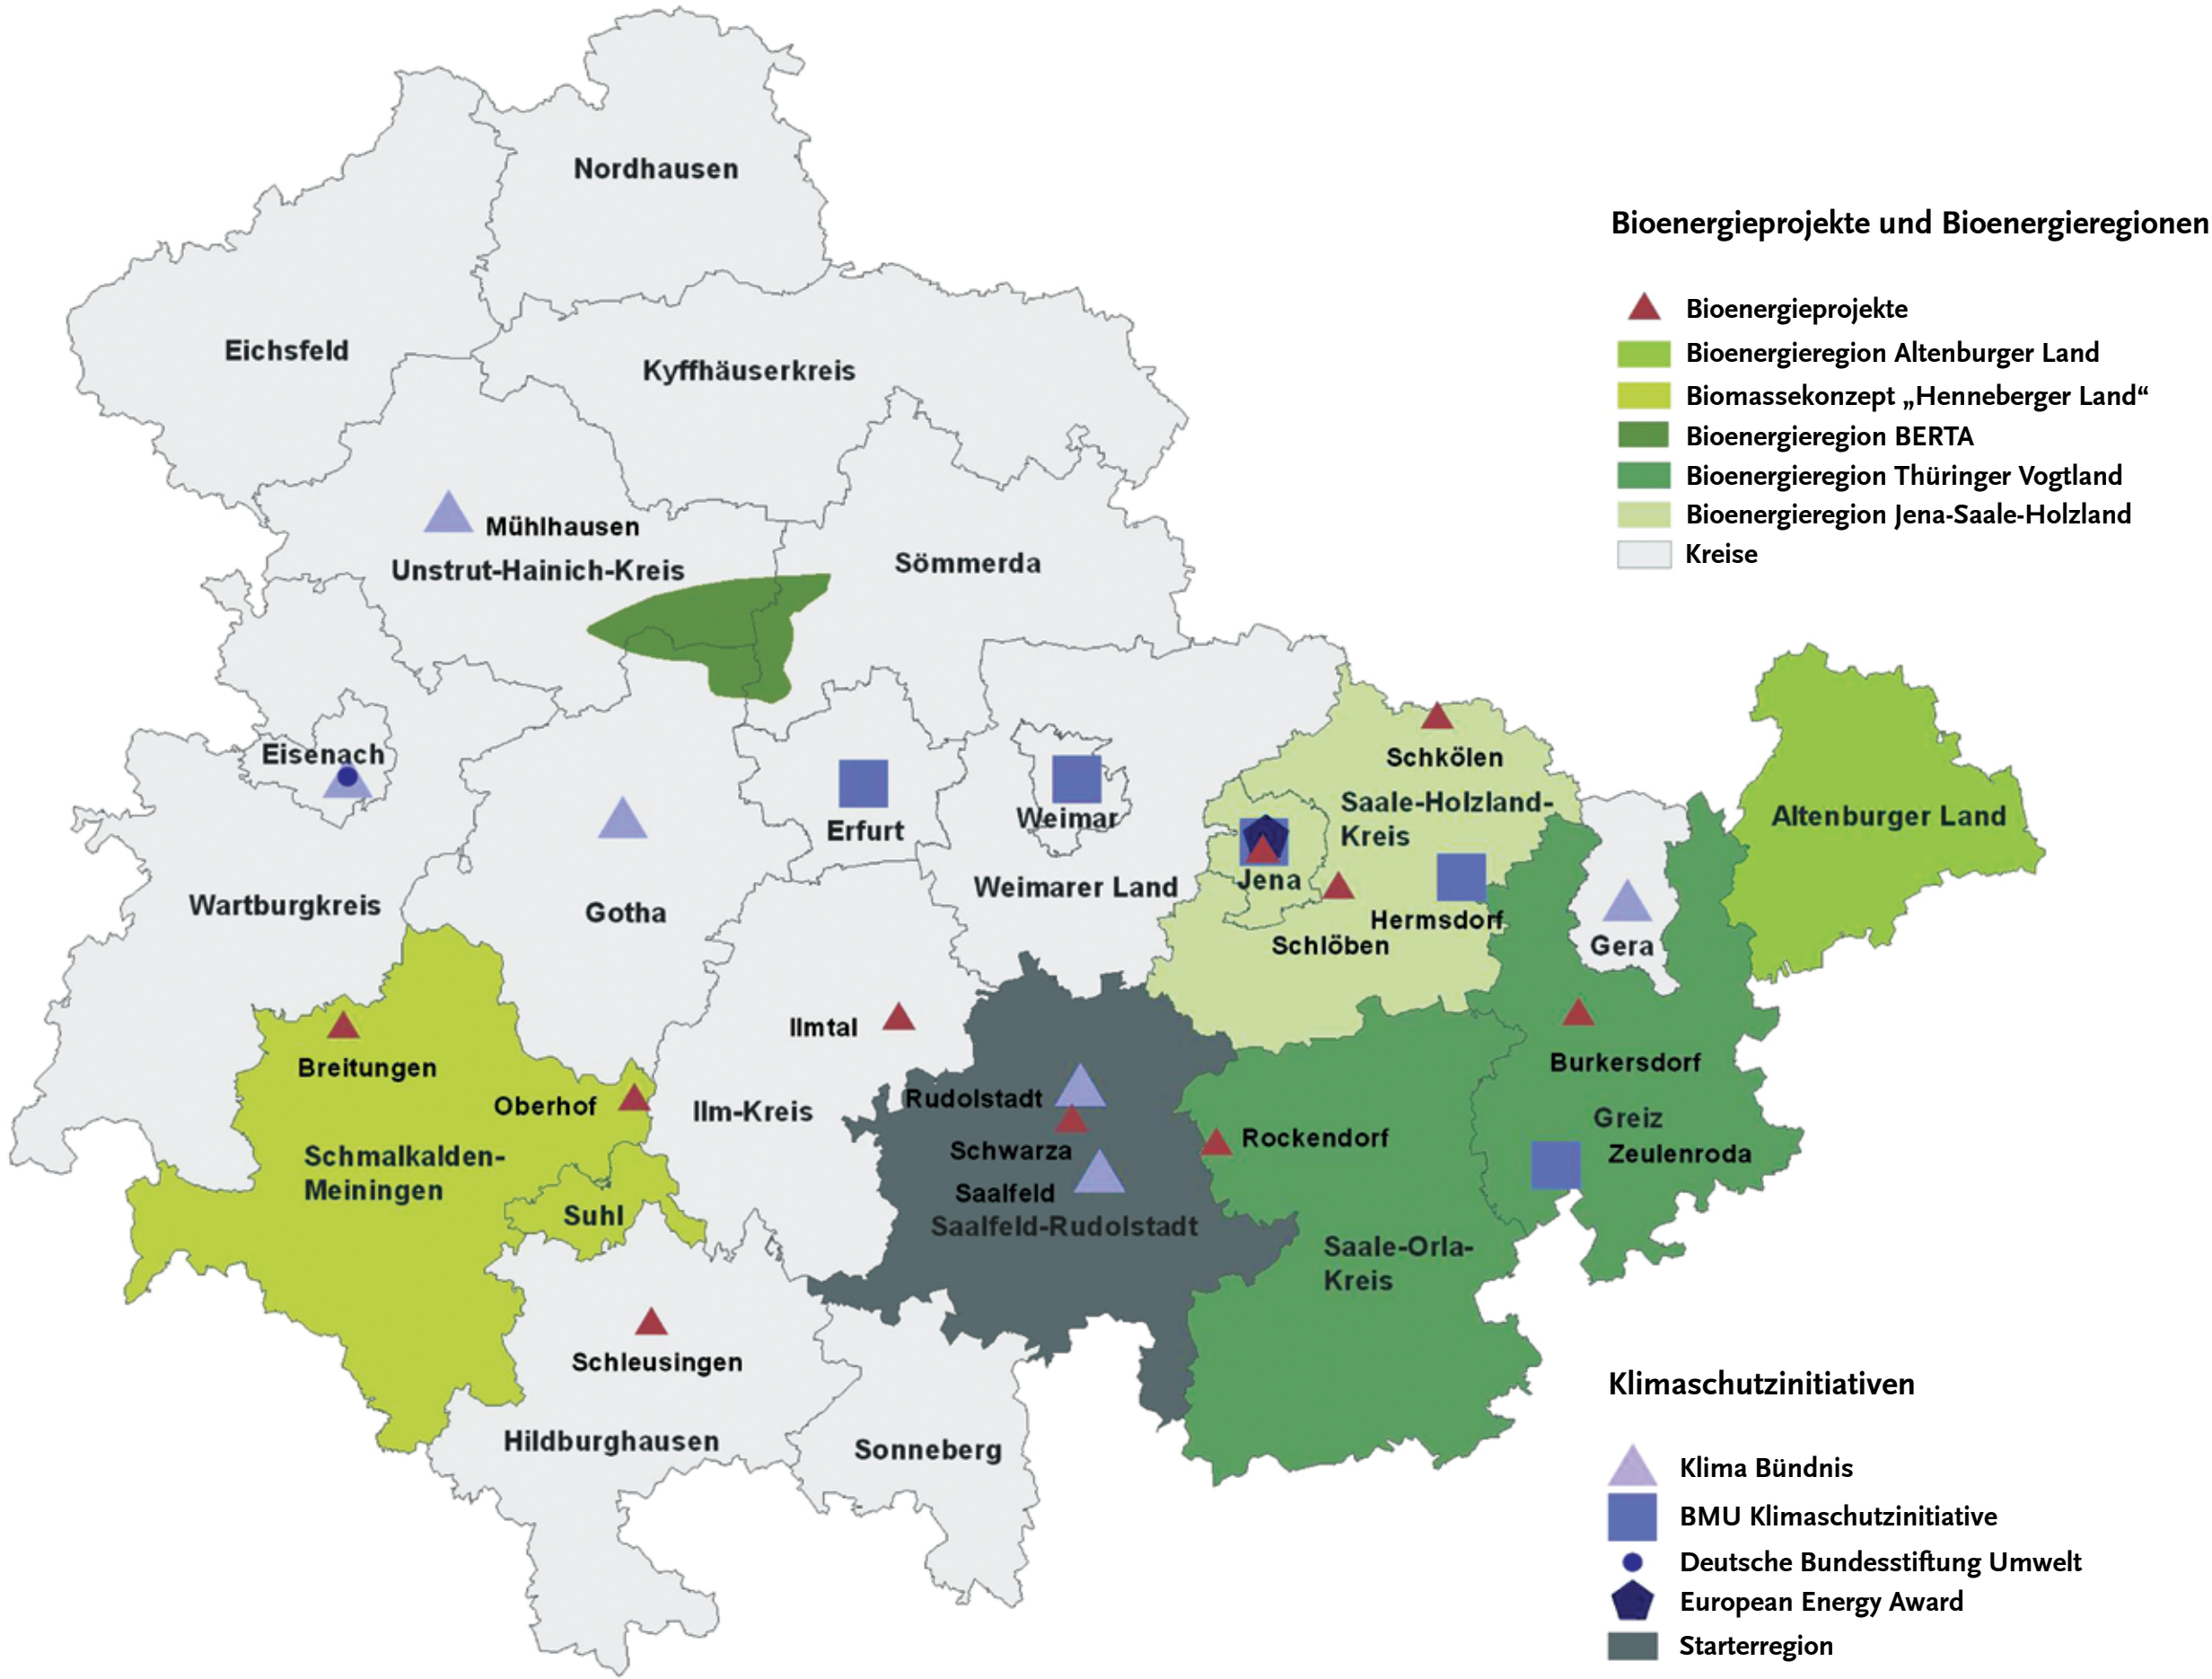 Nordhausen
Bioenergieprojekte und Bioenergieregionen
Bioenergieprojekte
Bioenergieregion Altenburger Land
Biomassekonzept „Henneberger Land“
Bioenergieregion BERTA
Bioenergieregion Thüringer Vogtland
Bioenergieregion Jena-Saale-Holzland
Kreise
Eichsfeld
Kyffhäuserkreis
Mühlhausen
Unstrut-Hainich-Kreis
Sömmerda
Eisenach
Erfurt
Weimar
Schkölen
Saale-Holzland-
Kreis
Altenburger Land
Wartburgkreis
Gotha
Weimarer Land
Jena
Hermsdorf
Schlöben
Gera
Ilmtal
Breitungen
Oberhof
Ilm-Kreis
Rudolstadt
Schwarza
Saalfeld
Saalfeld-Rudolstadt
Rockendorf
Burkersdorf
Greiz
Zeulenroda
Schmalkalden-
Meiningen
Suhl
Saale-Orla-
Kreis
Schleusingen
Hildburghausen
Sonneberg
Klimaschutzinitiativen
Klima Bündnis
BMU Klimaschutzinitiative
Deutsche Bundesstiftung Umwelt
European Energy Award
Starterregion